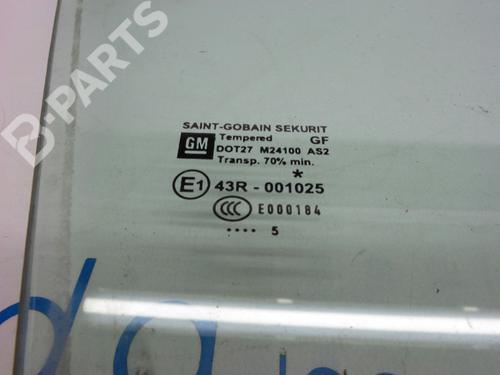 B-PARTS
SAINT-GOBAIN SEKURIT
Tempered GF
GM DOT27 M24100 AS2
Transp. 70% min.
*
E1 43R - 001025
CCC E000184
.... 5